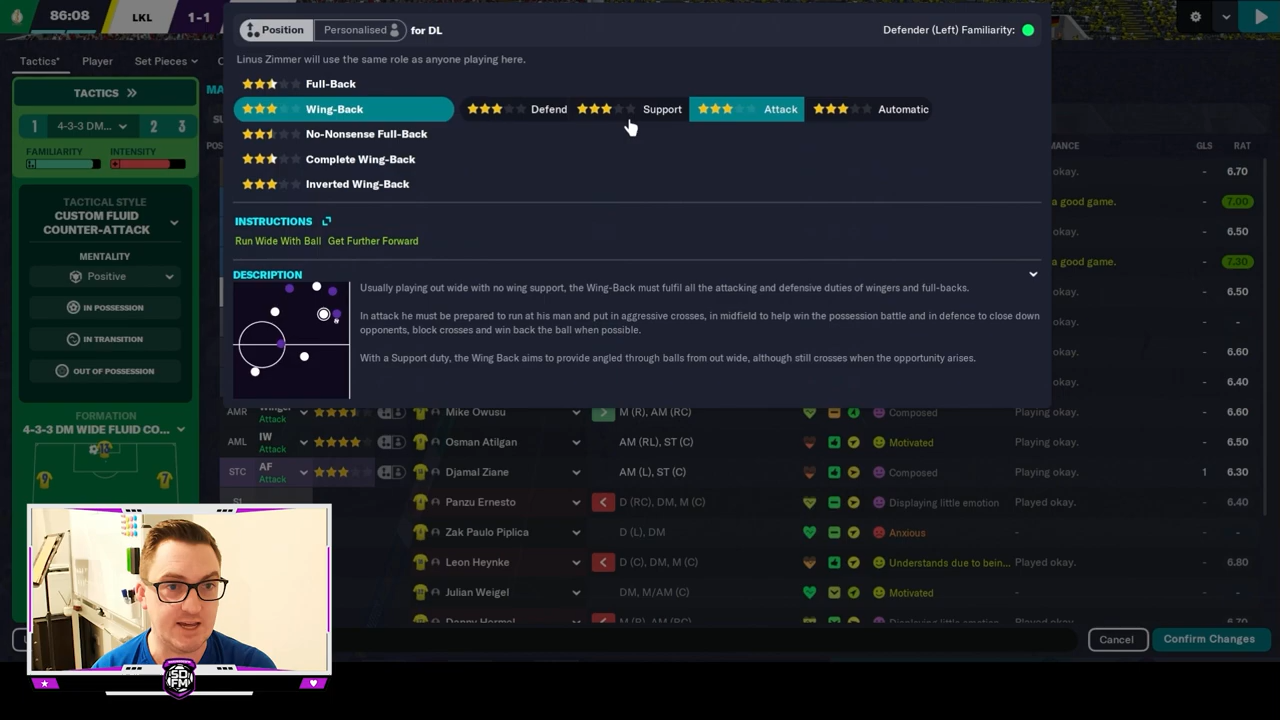 86:08 LKL 1-1
Position Personalised for DL Defender (Left) Familiarity:
Linus Zimmer will use the same role as anyone playing here.
Full-Back
Wing-Back Defend Support Attack Automatic
No-Nonsense Full-Back
Complete Wing-Back
Inverted Wing-Back
INSTRUCTIONS
Run Wide With Ball Get Further Forward
DESCRIPTION
Usually playing out wide with no wing support, the Wing-Back must fulfil all the attacking and defensive duties of wingers and full-backs.
In attack he must be prepared to run at his man and put in aggressive crosses, in midfield to help win the possession battle and in defence to close down
opponents, block crosses and win back the ball when possible.
With a Support duty, the Wing Back aims to provide angled through balls from out wide, although still crosses when the opportunity arises.
Tactics* Player Set Pieces
TACTICS
1 4-3-3 DM... 2 3
FAMILIARITY INTENSITY
TACTICAL STYLE
CUSTOM FLUID
COUNTER-ATTACK
MENTALITY
Positive
IN POSSESSION
IN TRANSITION
OUT OF POSSESSION
FORMATION
4-3-3 DM WIDE FLUID CO...
9 7
GLS RAT
okay. - 6.70
a good game. - 7.00
okay. - 6.50
a good game. - 7.30
okay. - 6.50
- - -
okay. - 6.60
okay. - 6.40
AMR Winger Attack Mike Owusu M (R), AM (RC) Composed Playing okay. - 6.60
AML IW Attack Osman Atilgan AM (RL), ST (C) Motivated Playing okay. - 6.50
STC AF Attack Djamal Ziane AM (L), ST (C) Composed Playing okay. 1 6.30
S1 Panzu Ernesto D (RC), DM, M (C) Displaying little emotion Played okay. - 6.40
Zak Paulo Piplica D (L), DM Anxious - - -
Leon Heynke D (C), DM, M (C) Understands due to bein... Played okay. - 6.80
Julian Weigel DM, M/AM (C) Motivated - - -
Cancel Confirm Changes
SD
FM